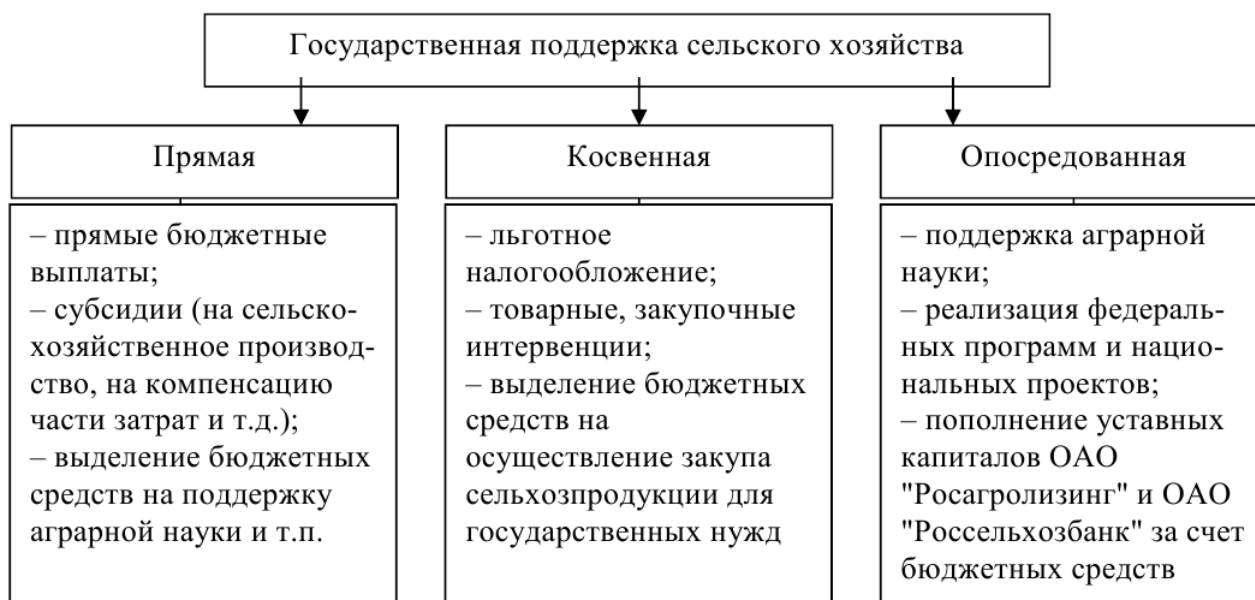 Государственная поддержка сельского хозяйства
Прямая
– прямые бюджетные
выплаты;
– субсидии (на сельско-
хозяйственное производ-
ство, на компенсацию
части затрат и т.д.);
– выделение бюджетных
средств на поддержку
аграрной науки и т.п.
Косвенная
– льготное
налогообложение;
– товарные, закупочные
интервенции;
– выделение бюджетных
средств на
осуществление закупа
сельхозпродукции для
государственных нужд
Опосредованная
– поддержка аграрной
науки;
– реализация федераль-
ных программ и нацио-
нальных проектов;
– пополнение уставных
капиталов ОАО
"Росагролизинг" и ОАО
"Россельхозбанк" за счет
бюджетных средств